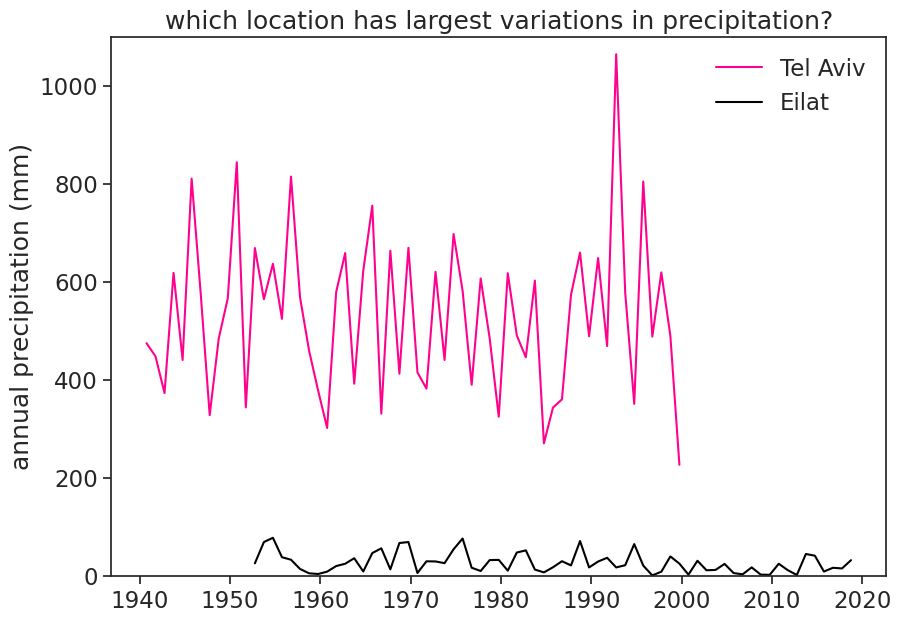 which location has largest variations in precipitation?
Tel Aviv
Eilat
annual precipitation (mm)
1000
800
600
400
200
0
1940 1950 1960 1970 1980 1990 2000 2010 2020